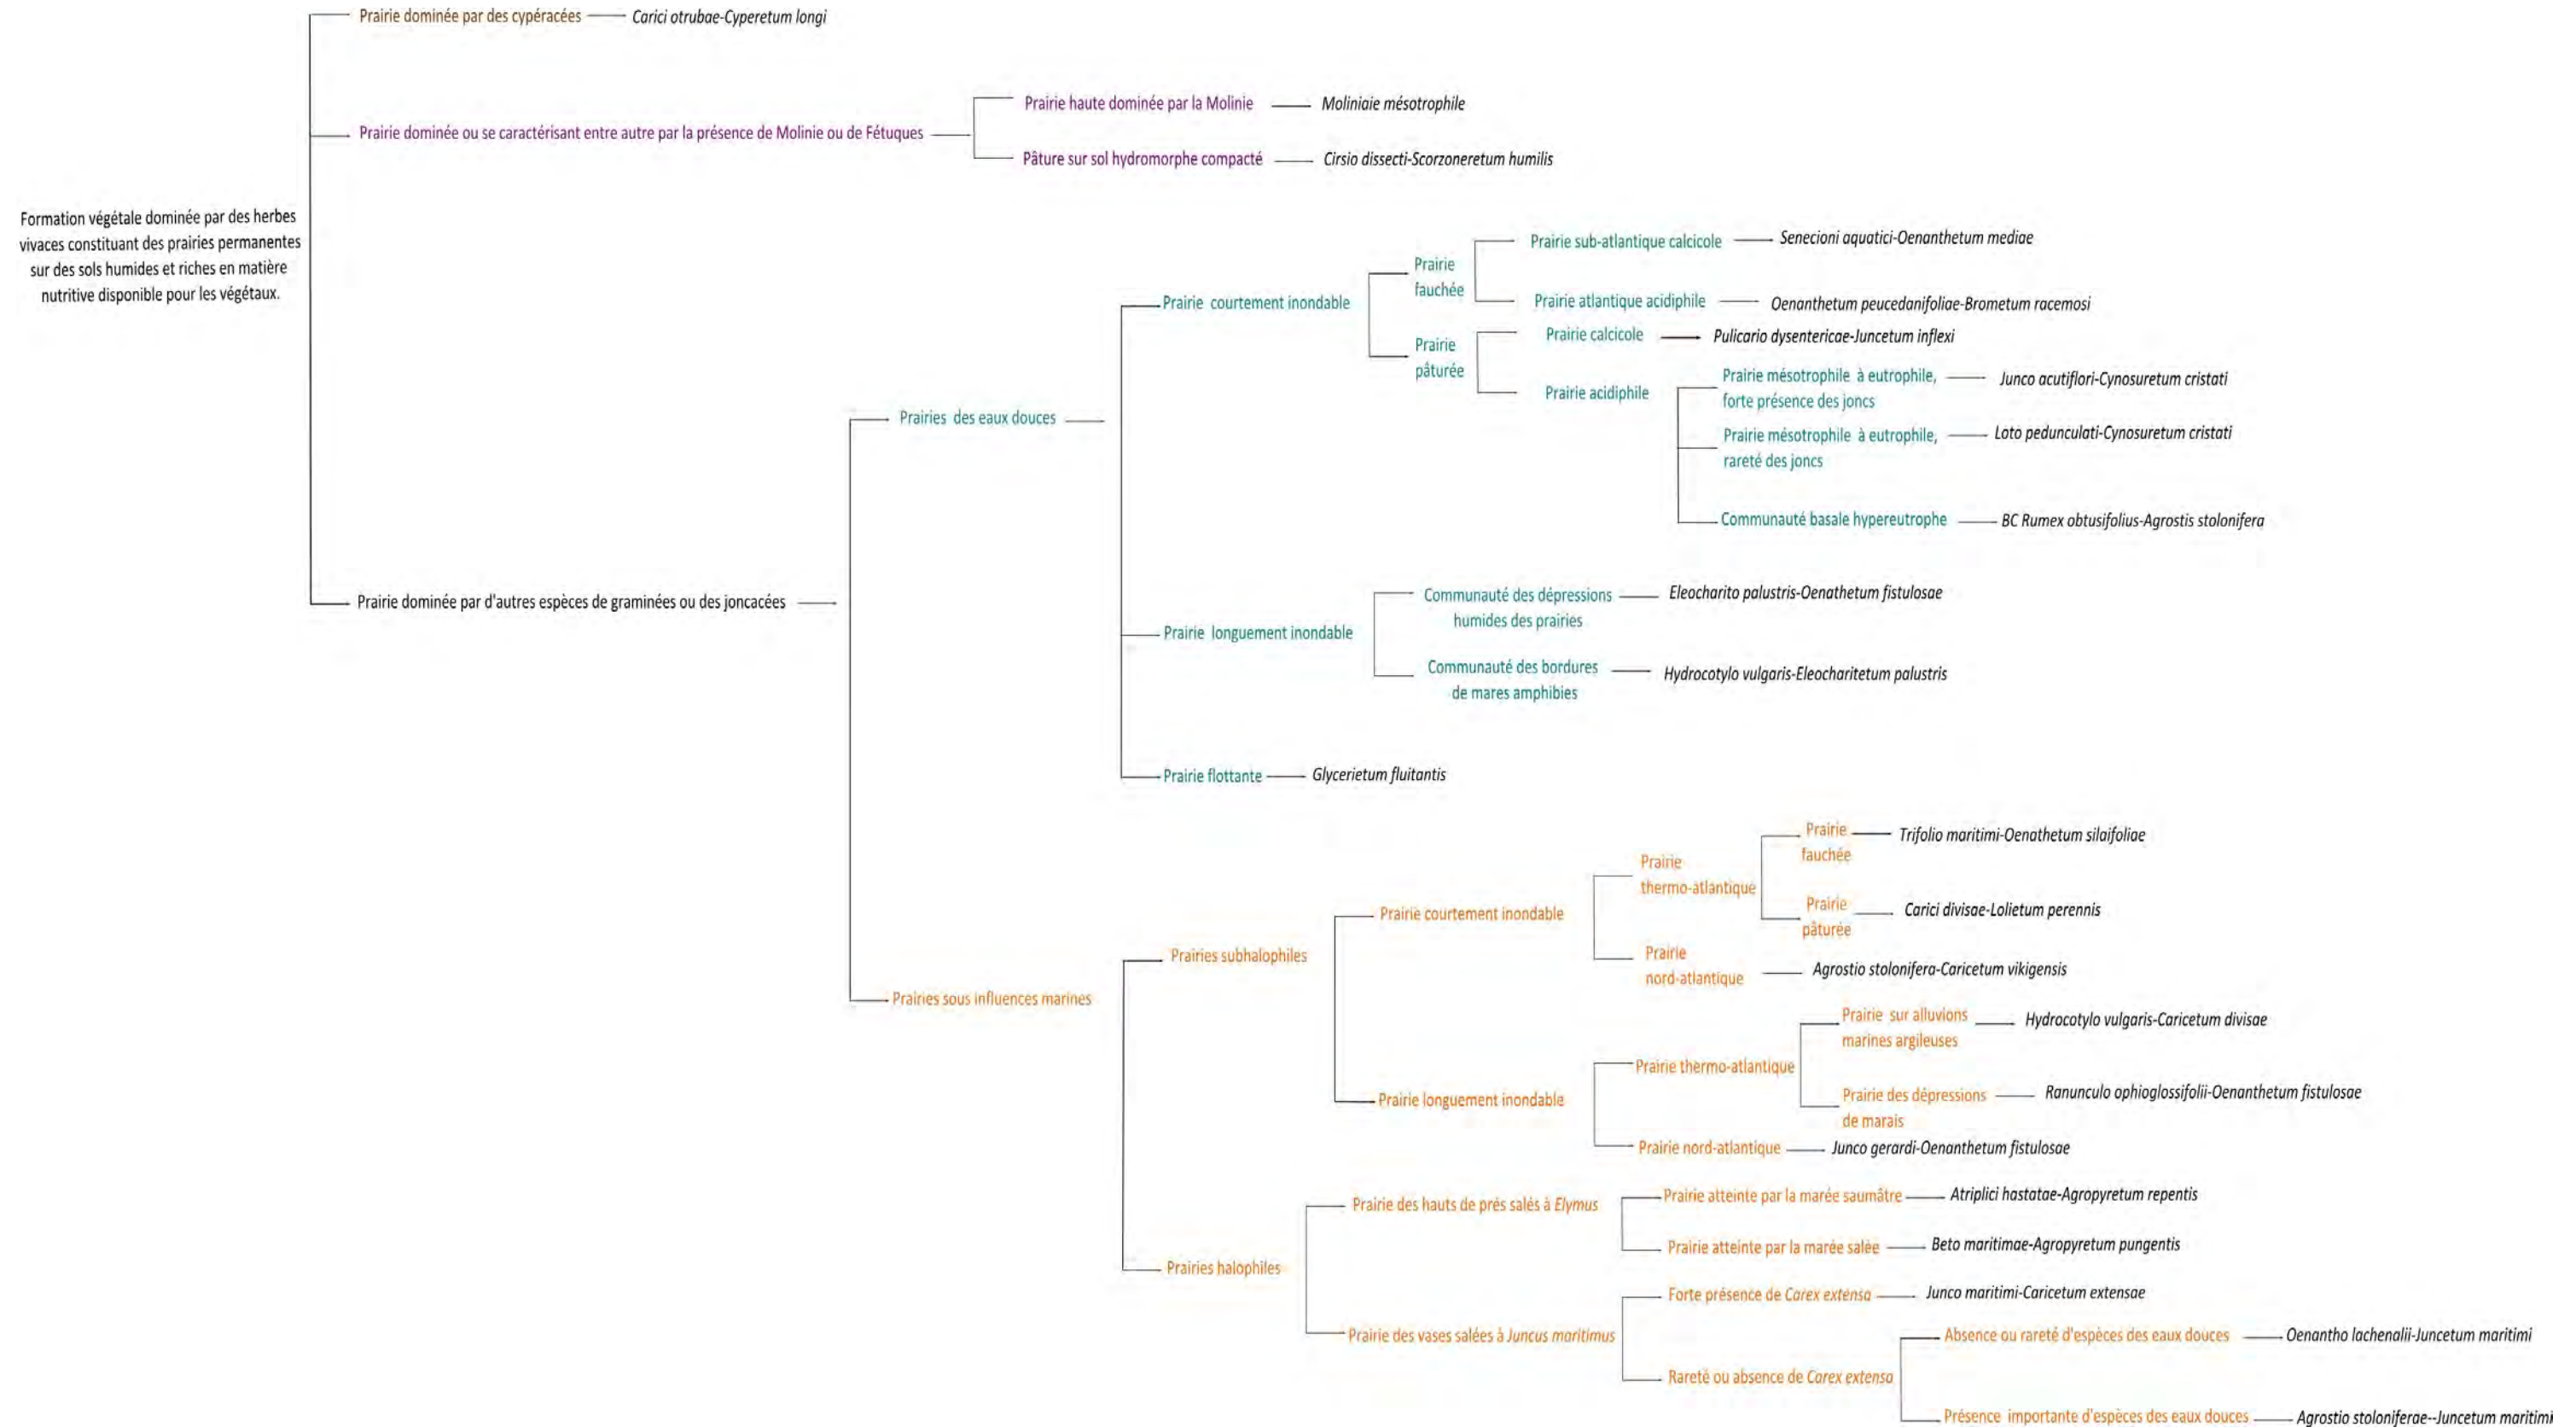 Prairie dominée par des cypéracées
Carici otrubae-Cyperetum longi
Prairie dominée ou se caractérisant entre autre par la présence de Molinie ou de Fétuques
Prairie haute dominée par la Molinie
Moliniaie mésotrophile
Pâture sur sol hydromorphe compacté
Cirsio dissecti-Scorzoneretum humilis
Formation végétale dominée par des herbes
vivaces constituant des prairies permanentes
sur des sols humides et riches en matière
nutritive disponible pour les végétaux.
Prairie dominée par d'autres espèces de graminées ou des joncacées
Prairies des eaux douces
Prairie courtement inondable
Prairie
fauchée
Prairie sub-atlantique calcicole
Senecioni aquatici-Oenanthetum mediae
Prairie atlantique acidiphile
Oenanthetum peucedanifoliae-Brometum racemosi
Prairie
pâturée
Prairie calcicole
Pulicario dysentericae-Juncetum inflexi
Prairie acidiphile
Prairie mésotrophile à eutrophile,
forte présence des joncs
Junco acutiflori-Cynosuretum cristati
Prairie mésotrophile à eutrophile,
rareté des joncs
Loto pedunculati-Cynosuretum cristati
Communauté basale hypereutrophe
BC Rumex obtusifolius-Agrostis stolonifera
Prairie longuement inondable
Communauté des dépressions
humides des prairies
Eleocharito palustris-Oenathetum fistulosae
Communauté des bordures
de mares amphibies
Hydrocotylo vulgaris-Eleocharitetum palustris
Prairie flottante
Glycerietum fluitantis
Prairies sous influences marines
Prairies subhalophiles
Prairie courtement inondable
Prairie
thermo-atlantique
Prairie
fauchée
Trifolio maritimi-Oenathetum silaifoliae
Prairie
pâturée
Carici divisae-Lolietum perennis
Prairie
nord-atlantique
Agrostio stolonifera-Caricetum vikigensis
Prairie longuement inondable
Prairie thermo-atlantique
Prairie sur alluvions
marines argileuses
Hydrocotylo vulgaris-Caricetum divisae
Prairie des dépressions
de marais
Ranunculo ophioglossifolii-Oenanthetum fistulosae
Prairie nord-atlantique
Junco gerardi-Oenanthetum fistulosae
Prairies halophiles
Prairie des hauts de prés salés à Elymus
Prairie atteinte par la marée saumâtre
Atriplici hastatae-Agropyretum repentis
Prairie atteinte par la marée salée
Beto maritimae-Agropyretum pungentis
Prairie des vases salées à Juncus maritimus
Forte présence de Carex extensa
Junco maritimi-Caricetum extensae
Rareté ou absence de Carex extensa
Absence ou rareté d'espèces des eaux douces
Oenantho lachenalii-Juncetum maritimi
Présence importante d'espèces des eaux douces
Agrostio stoloniferae--Juncetum maritimi